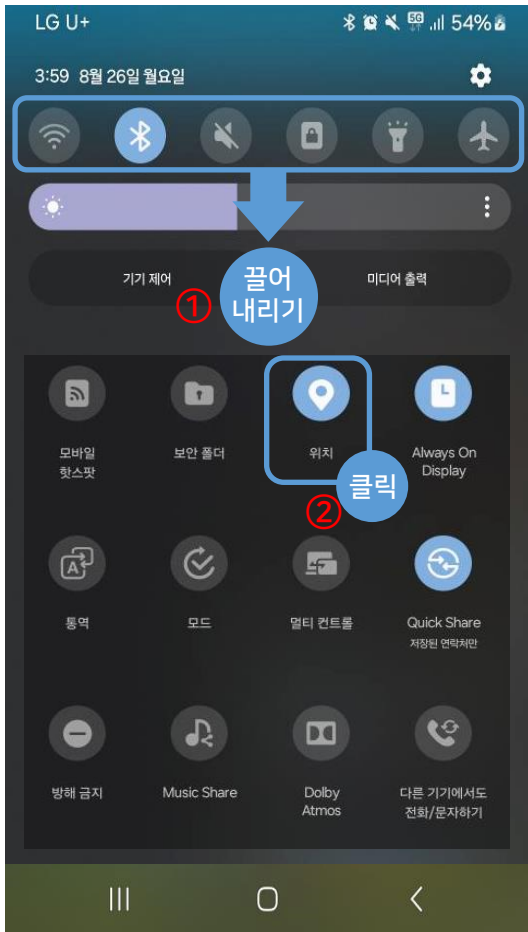 LG U+ 5G 54%
3:59 8월 26일 월요일
기기 제어
미디어 출력
끌어
내리기
①
모바일
핫스팟
보안 폴더
위치
Always On
Display
클릭
②
통역
모드
멀티 컨트롤
Quick Share
저장된 연락처만
방해 금지
Music Share
Dolby
Atmos
다른 기기에서도
전화/문자하기